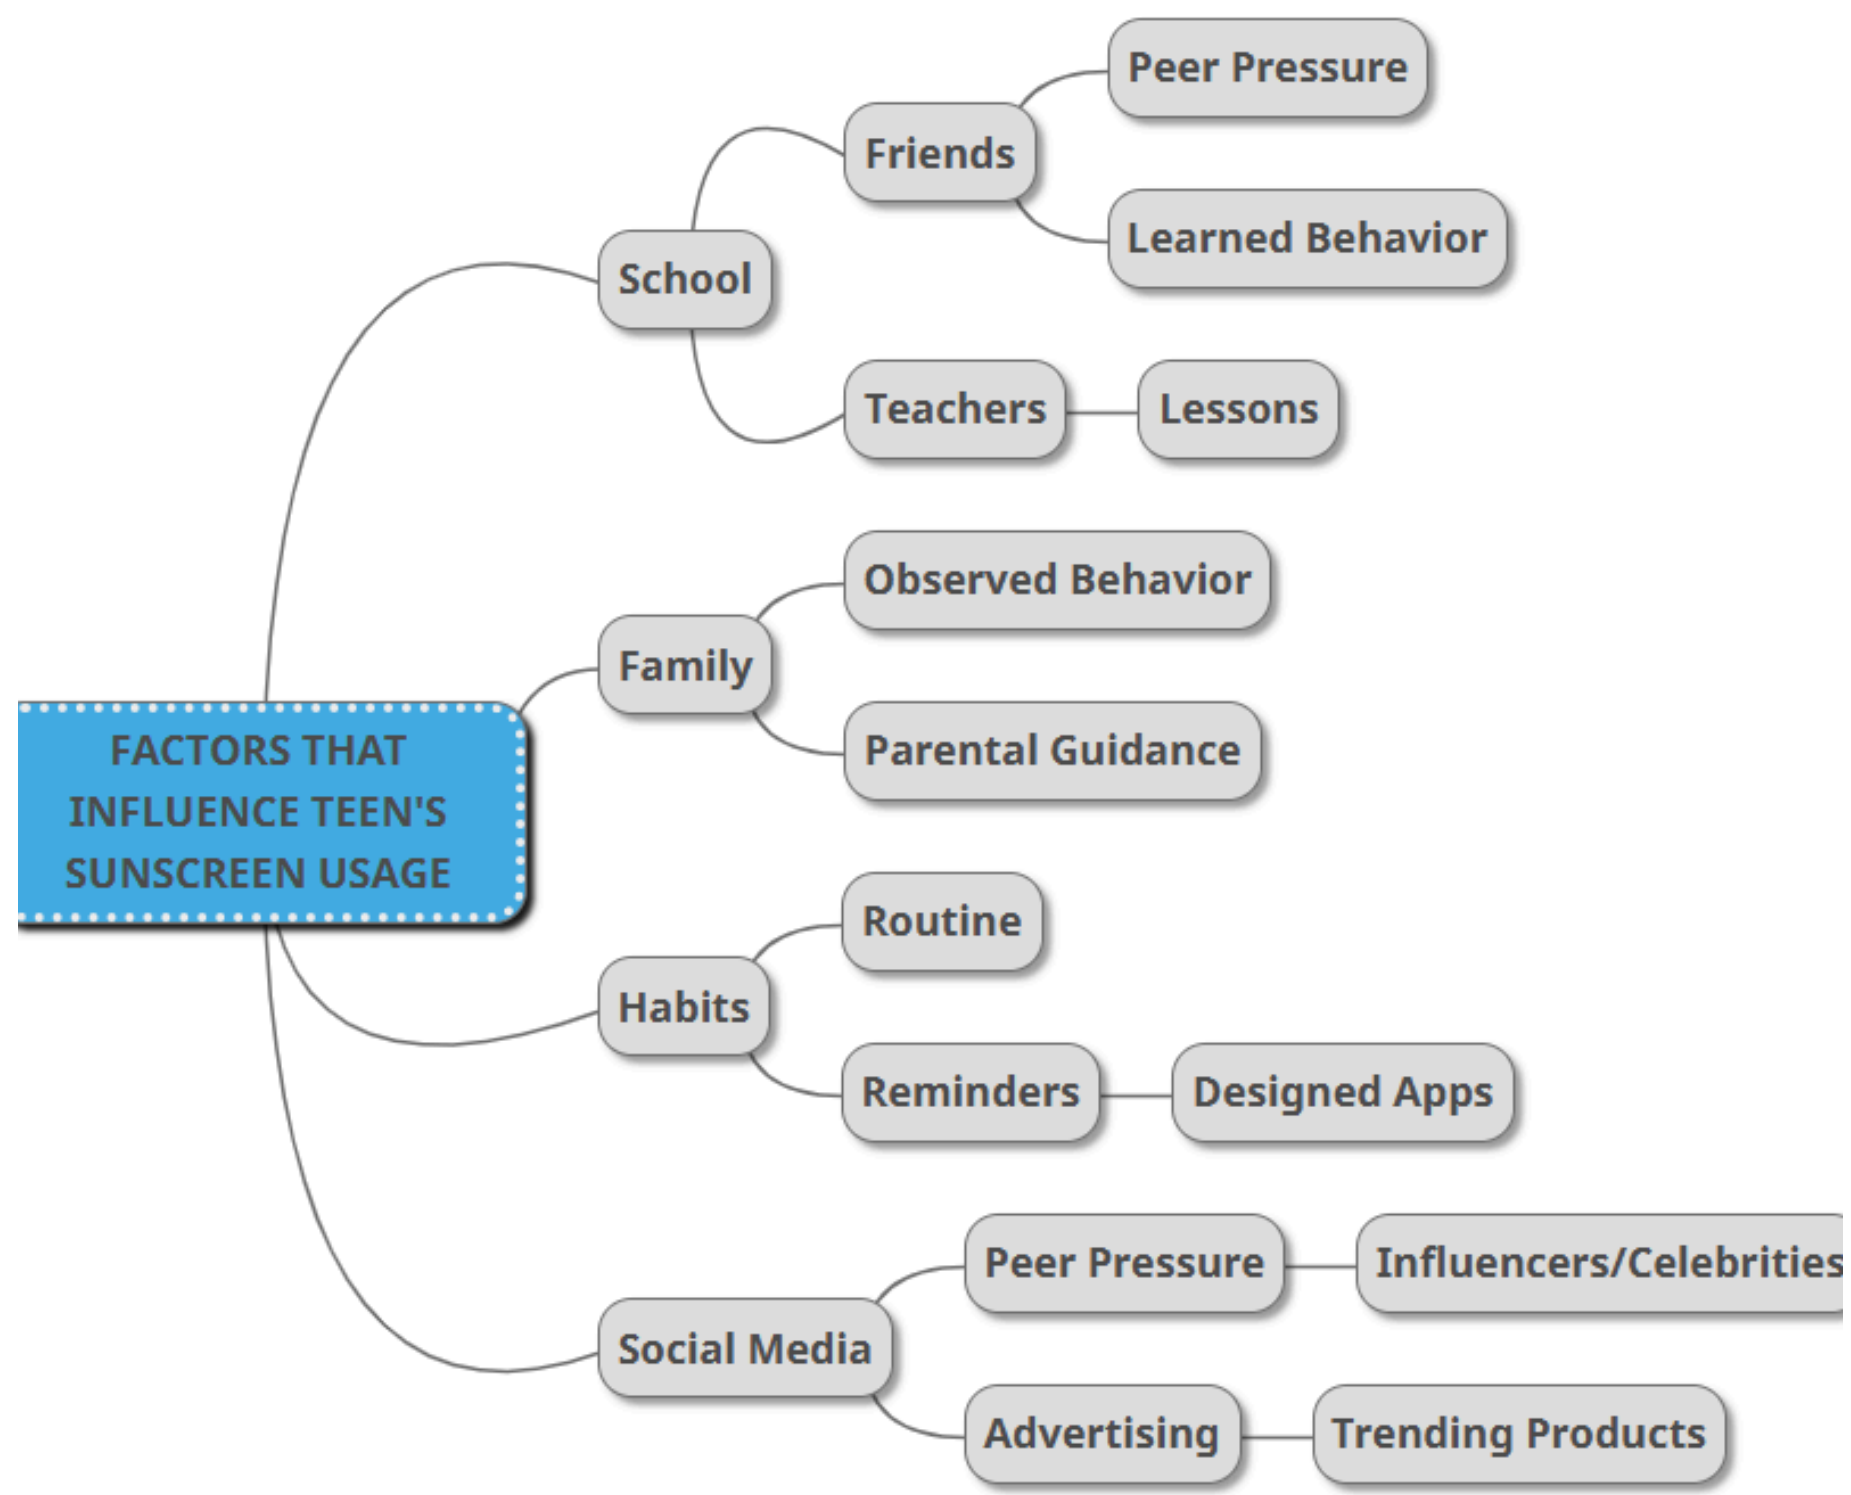 Peer Pressure
Friends
Learned Behavior
School
Teachers
Lessons
Observed Behavior
Family
Parental Guidance
FACTORS THAT
INFLUENCE TEEN'S
SUNSCREEN USAGE
Routine
Habits
Reminders
Designed Apps
Peer Pressure
Influencers/Celebrities
Social Media
Advertising
Trending Products